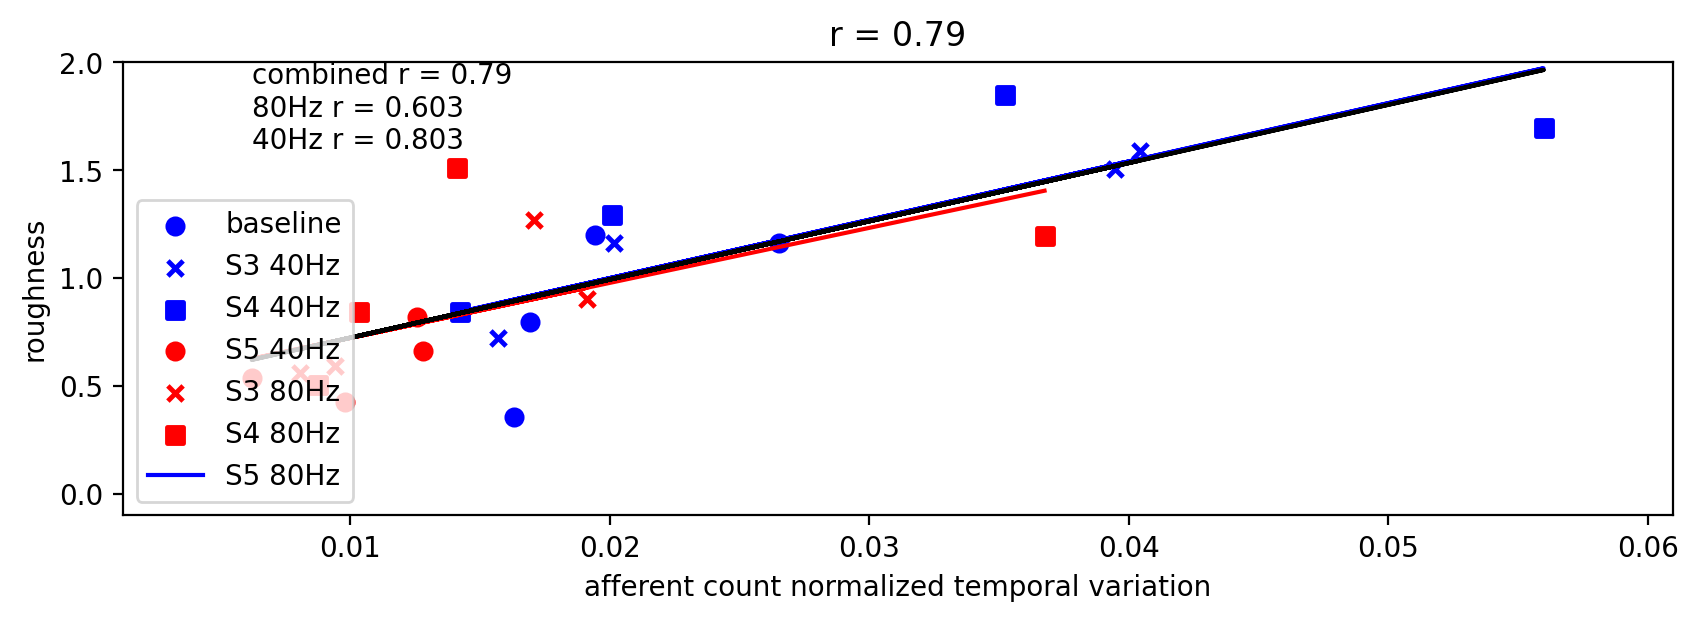 r = 0.79
combined r = 0.79
80Hz r = 0.603
40Hz r = 0.803
2.0
1.5
1.0
0.5
0.0
roughness
baseline
S3 40Hz
S4 40Hz
S5 40Hz
S3 80Hz
S4 80Hz
S5 80Hz
0.01
0.02
0.03
0.04
0.05
0.06
afferent count normalized temporal variation